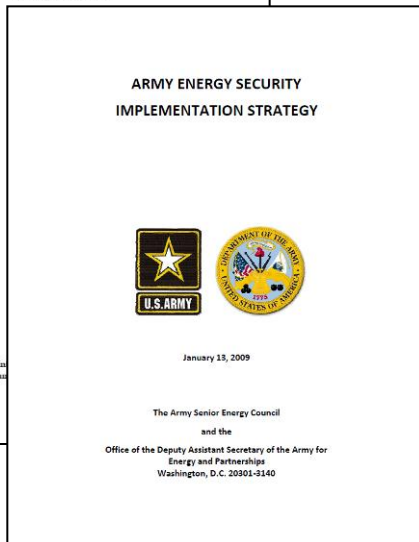 ARMY ENERGY SECURITY
IMPLEMENTATION STRATEGY
U.S.ARMY
DEPARTMENT OF THE ARMY
UNITED STATES OF AMERICA
1775
January 13, 2009
The Army Senior Energy Council
and the
Office of the Deputy Assistant Secretary of the Army for
Energy and Partnerships
Washington, D.C. 20301-3140